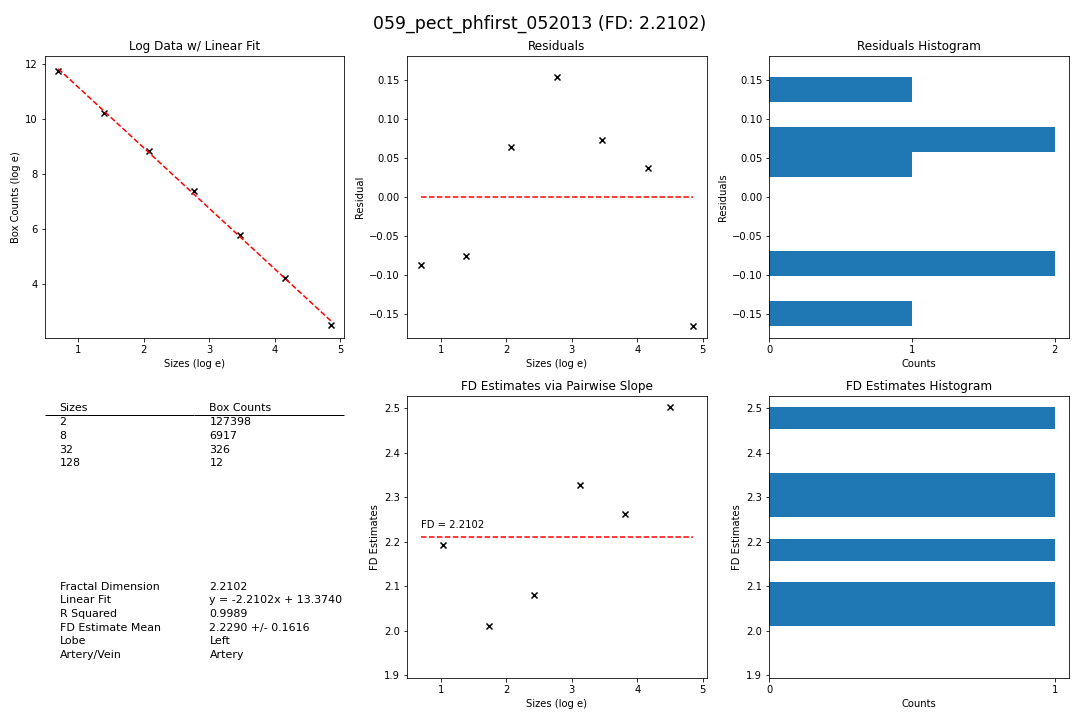 059_pect_phfirst_052013 (FD: 2.2102)
Log Data w/ Linear Fit
Box Counts (log e)
12
10
8
6
4
1
2
3
4
5
Sizes (log e)
Residuals
Residual
0.15
0.10
0.05
0.00
−0.05
−0.10
−0.15
1
2
3
4
5
Sizes (log e)
Residuals Histogram
Residuals
0.15
0.10
0.05
0.00
−0.05
−0.10
−0.15
0
1
2
Counts
Sizes Box Counts
2 127398
8 6917
32 326
128 12
Fractal Dimension 2.2102
Linear Fit y = -2.2102x + 13.3740
R Squared 0.9989
FD Estimate Mean 2.2290 +/- 0.1616
Lobe Left
Artery/Vein Artery
FD Estimates via Pairwise Slope
FD Estimates
2.5
2.4
2.3
2.2
2.1
2.0
1.9
FD = 2.2102
1
2
3
4
5
Sizes (log e)
FD Estimates Histogram
FD Estimates
2.5
2.4
2.3
2.2
2.1
2.0
1.9
0
1
Counts